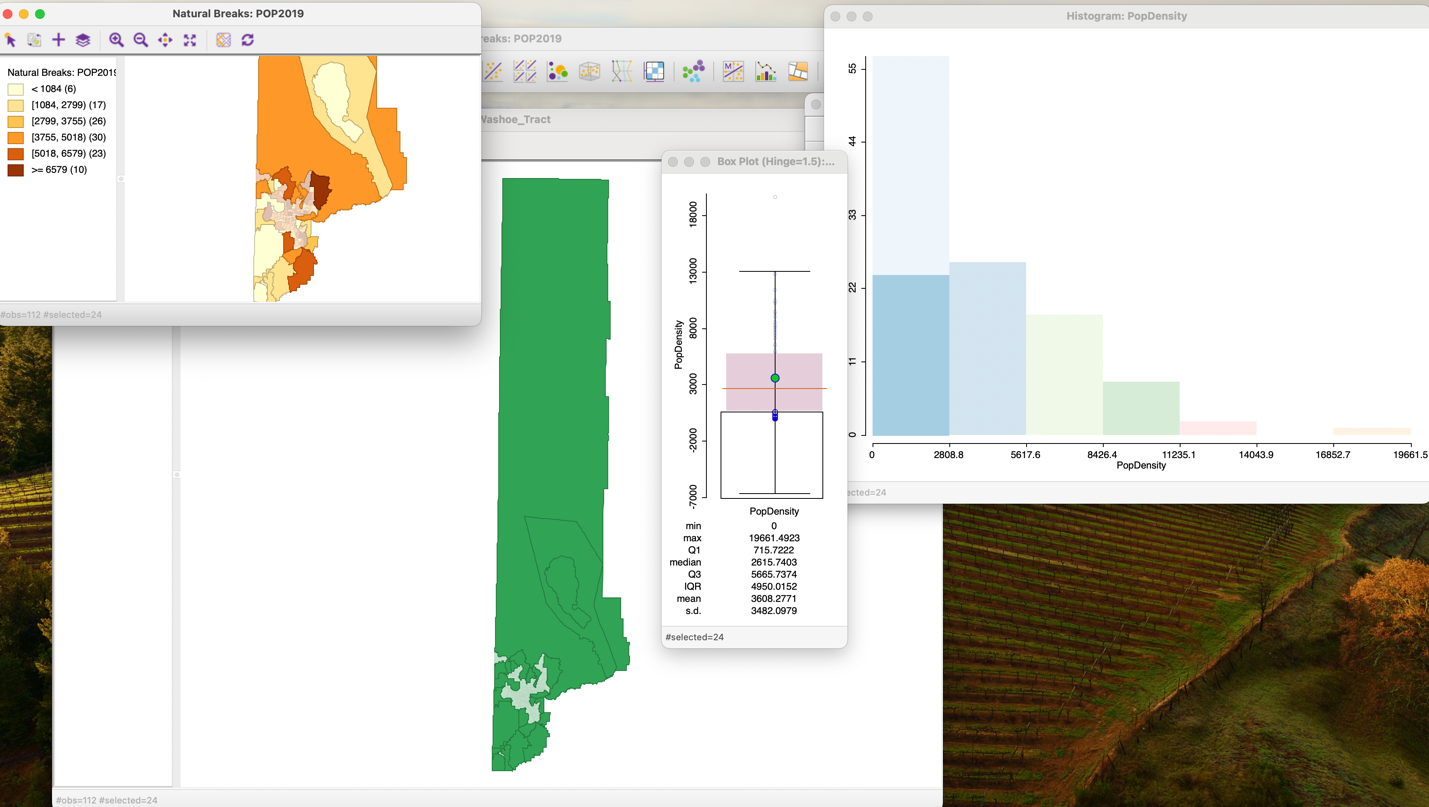 Natural Breaks: POP2019
Natural Breaks: POP2019
< 1084 (6)
[1084, 2799) (17)
[2799, 3755) (26)
[3755, 5018) (30)
[5018, 6579) (23)
>= 6579 (10)
#obs=112 #selected=24
reaks: POP2019
M
Washoe_Tract
#obs=112 #selected=24
Box Plot (Hinge=1.5):...
18000
13000
8000
3000
-2000
-7000
PopDensity
PopDensity
min 0
max 19661.4923
Q1 715.7222
median 2615.7403
Q3 5665.7374
IQR 4950.0152
mean 3608.2771
s.d. 3482.0979
#selected=24
Histogram: PopDensity
55
44
33
22
11
0
0 2808.8 5617.6 8426.4 11235.1 14043.9 16852.7 19661.5
PopDensity
ected=24